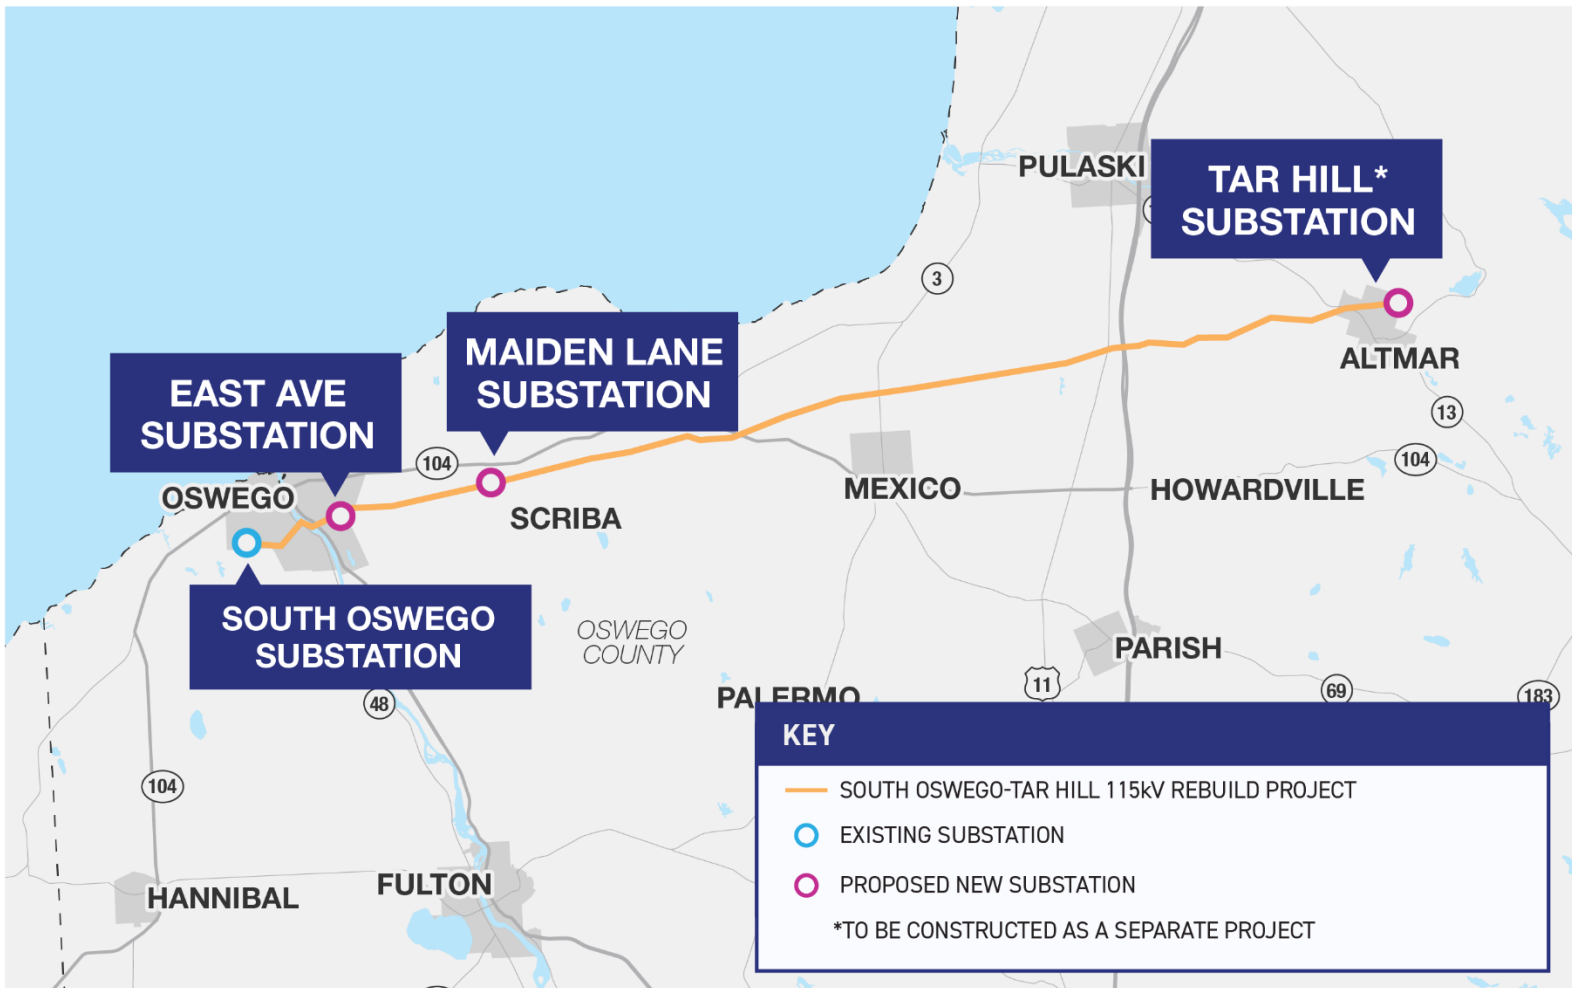 PULASKI
TAR HILL*
SUBSTATION
3
MAIDEN LANE
SUBSTATION
ALTMAR
EAST AVE
SUBSTATION
13
104
104
OSWEGO
MEXICO
HOWARDVILLE
SCRIBA
SOUTH OSWEGO
SUBSTATION
OSWEGO
COUNTY
PARISH
11
69
183
48
PALERMO
KEY
SOUTH OSWEGO-TAR HILL 115kV REBUILD PROJECT
104
EXISTING SUBSTATION
PROPOSED NEW SUBSTATION
HANNIBAL
FULTON
*TO BE CONSTRUCTED AS A SEPARATE PROJECT